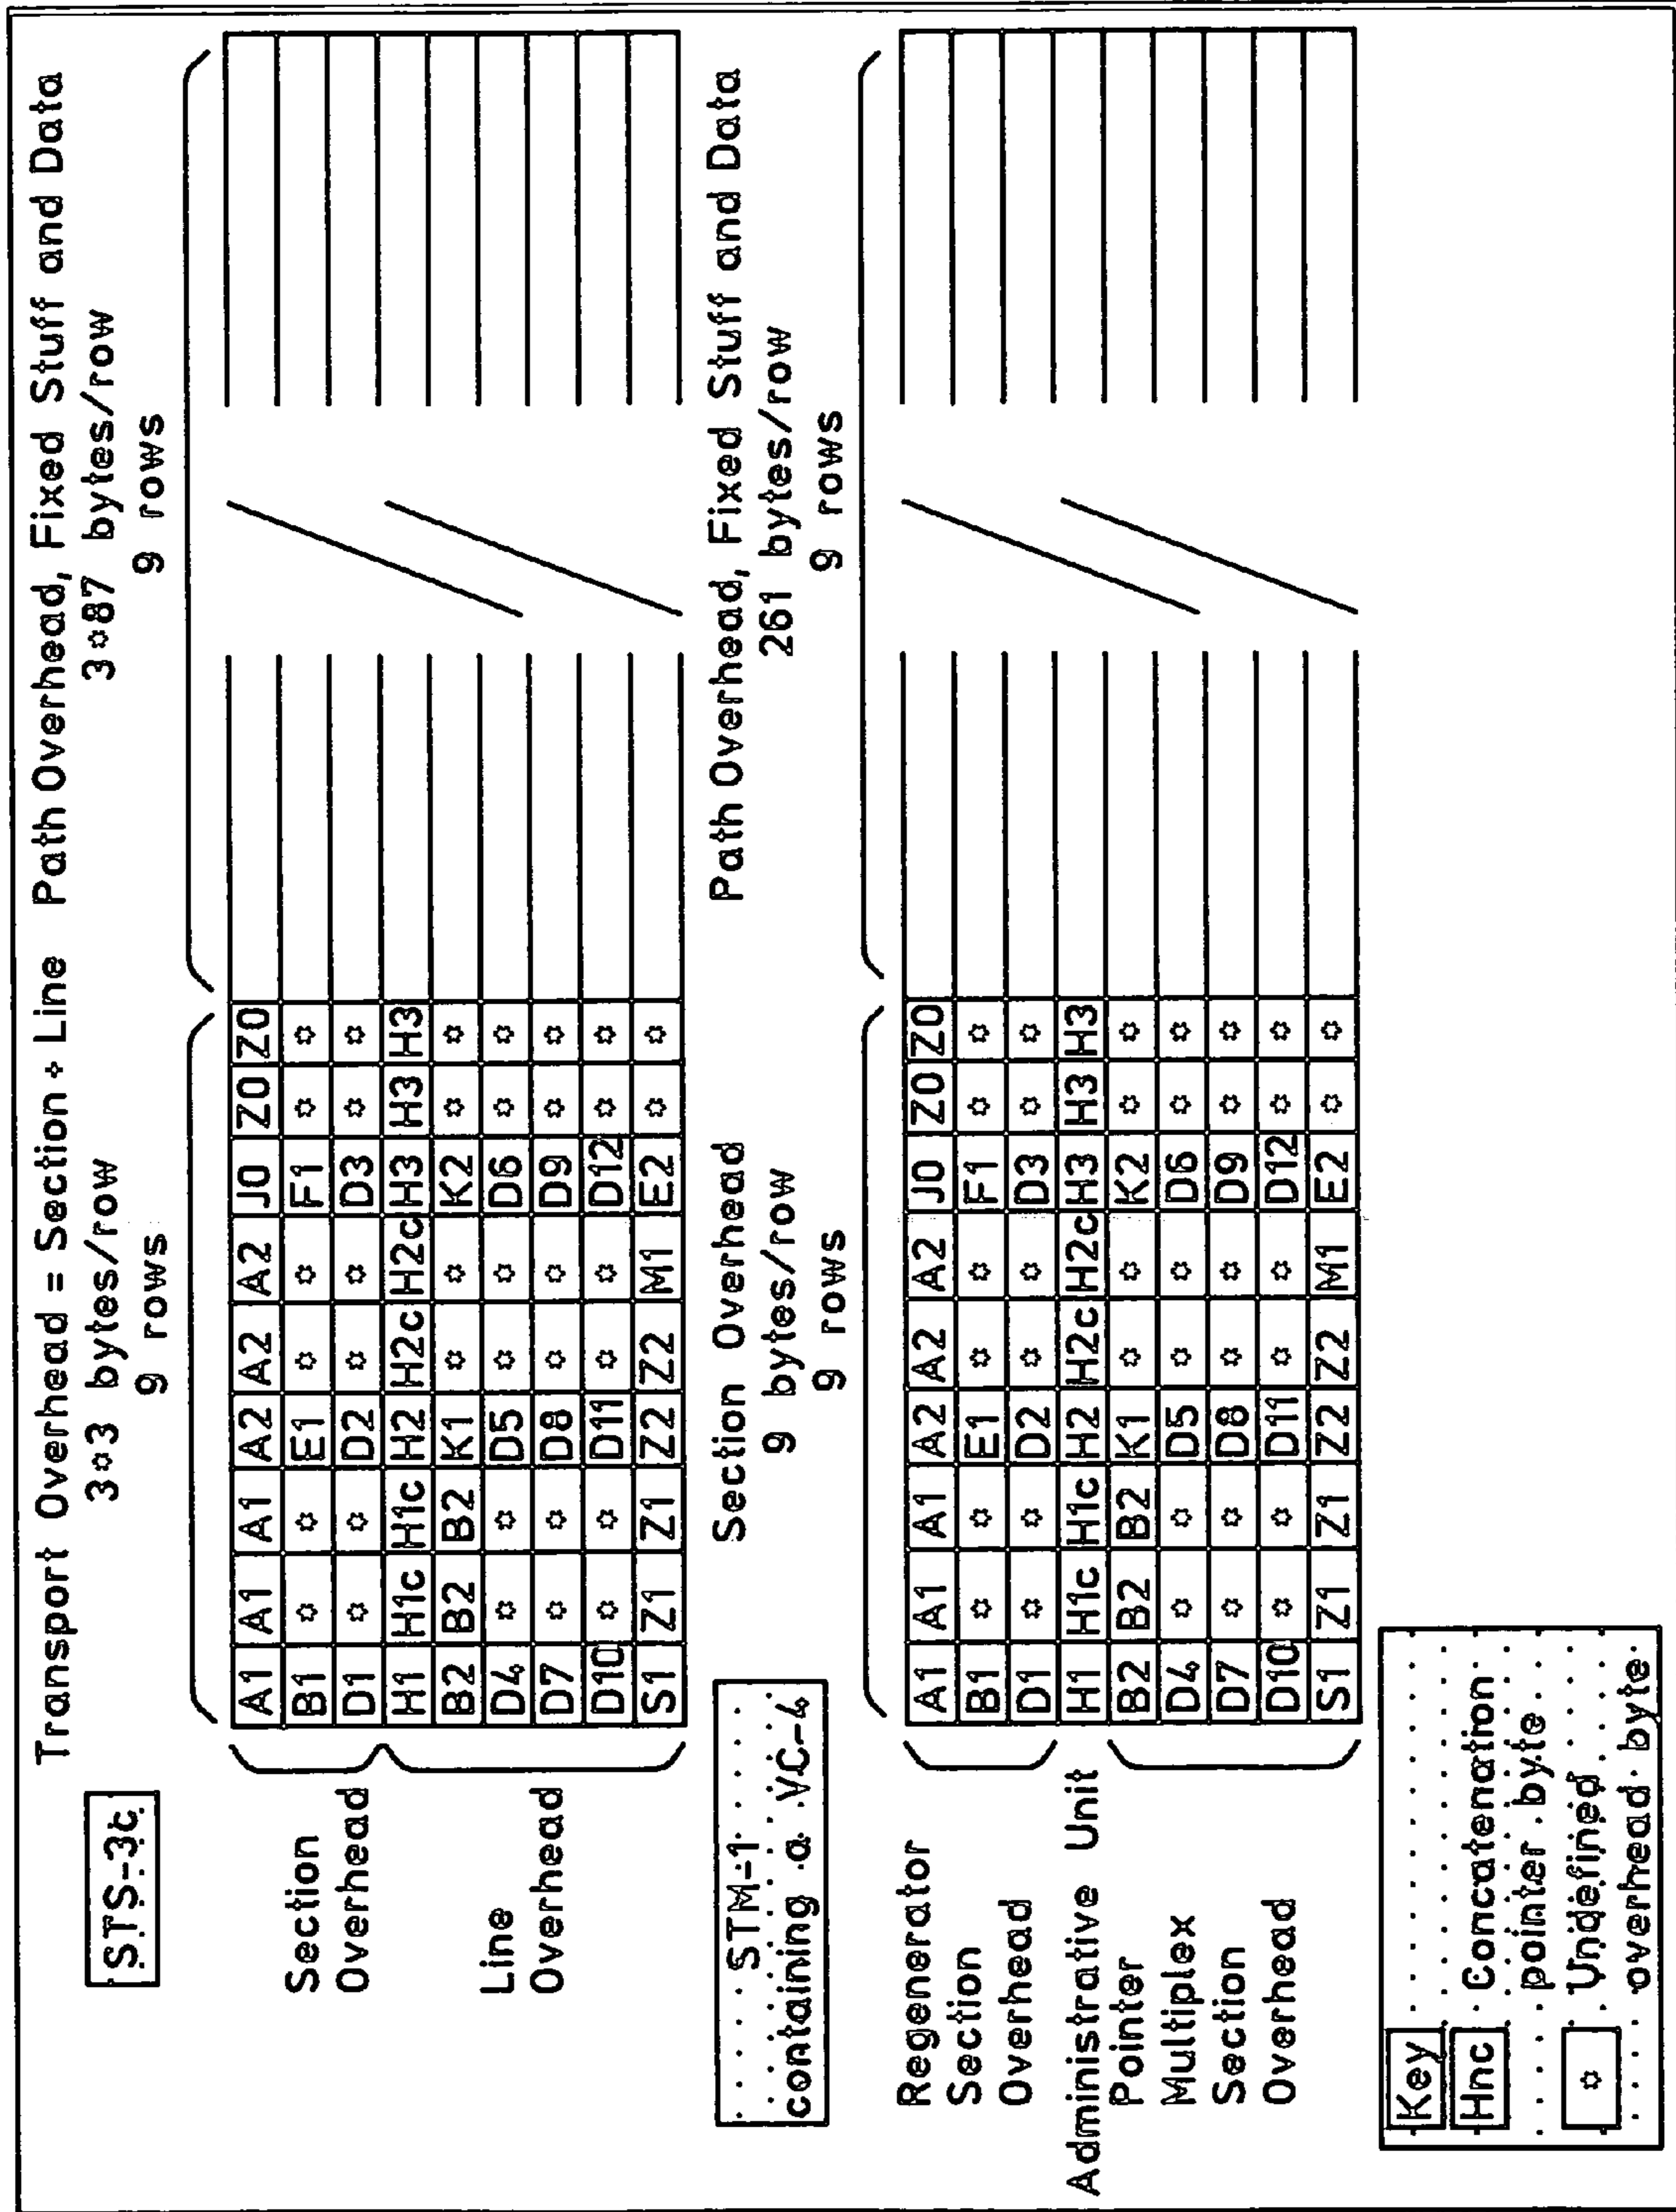 Transport Overhead = Section + Line
3*3 bytes/row
9 rows
Path Overhead, Fixed Stuff and Data
3*87 bytes/row
9 rows
STS-3c
Section
Overhead
Line
Overhead
A1 A1 A1 A2 A2 A2 J0 Z0 Z0
B1 * * E1 * * F1 * *
D1 * * D2 * * D3 * *
H1 H1c H1c H2 H2c H2c H3 H3 H3
B2 B2 B2 K1 * * K2 * *
D4 * * D5 * * D6 * *
D7 * * D8 * * D9 * *
D10 * * D11 * * D12 * *
S1 Z1 Z1 Z2 Z2 M1 E2 * *
STM-1
containing a VC-4
Section Overhead
9 bytes/row
9 rows
Path Overhead, Fixed Stuff and Data
261 bytes/row
9 rows
Regenerator
Section
Overhead
Administrative Unit
Pointer
Multiplex
Section
Overhead
A1 A1 A1 A2 A2 A2 J0 Z0 Z0
B1 * * E1 * * F1 * *
D1 * * D2 * * D3 * *
H1 H1c H1c H2 H2c H2c H3 H3 H3
B2 B2 B2 K1 * * K2 * *
D4 * * D5 * * D6 * *
D7 * * D8 * * D9 * *
D10 * * D11 * * D12 * *
S1 Z1 Z1 Z2 Z2 M1 E2 * *
Key
Hnc Concatenation
pointer byte
* Undefined
overhead byte